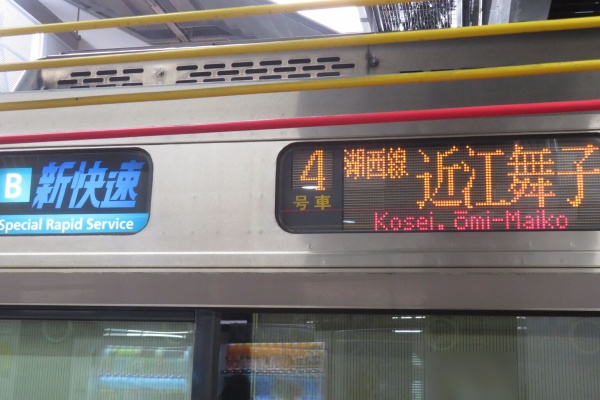 B 新快速
Special Rapid Service
4 号車
湖西線 近江舞子
Kosei. Ōmi-Maiko